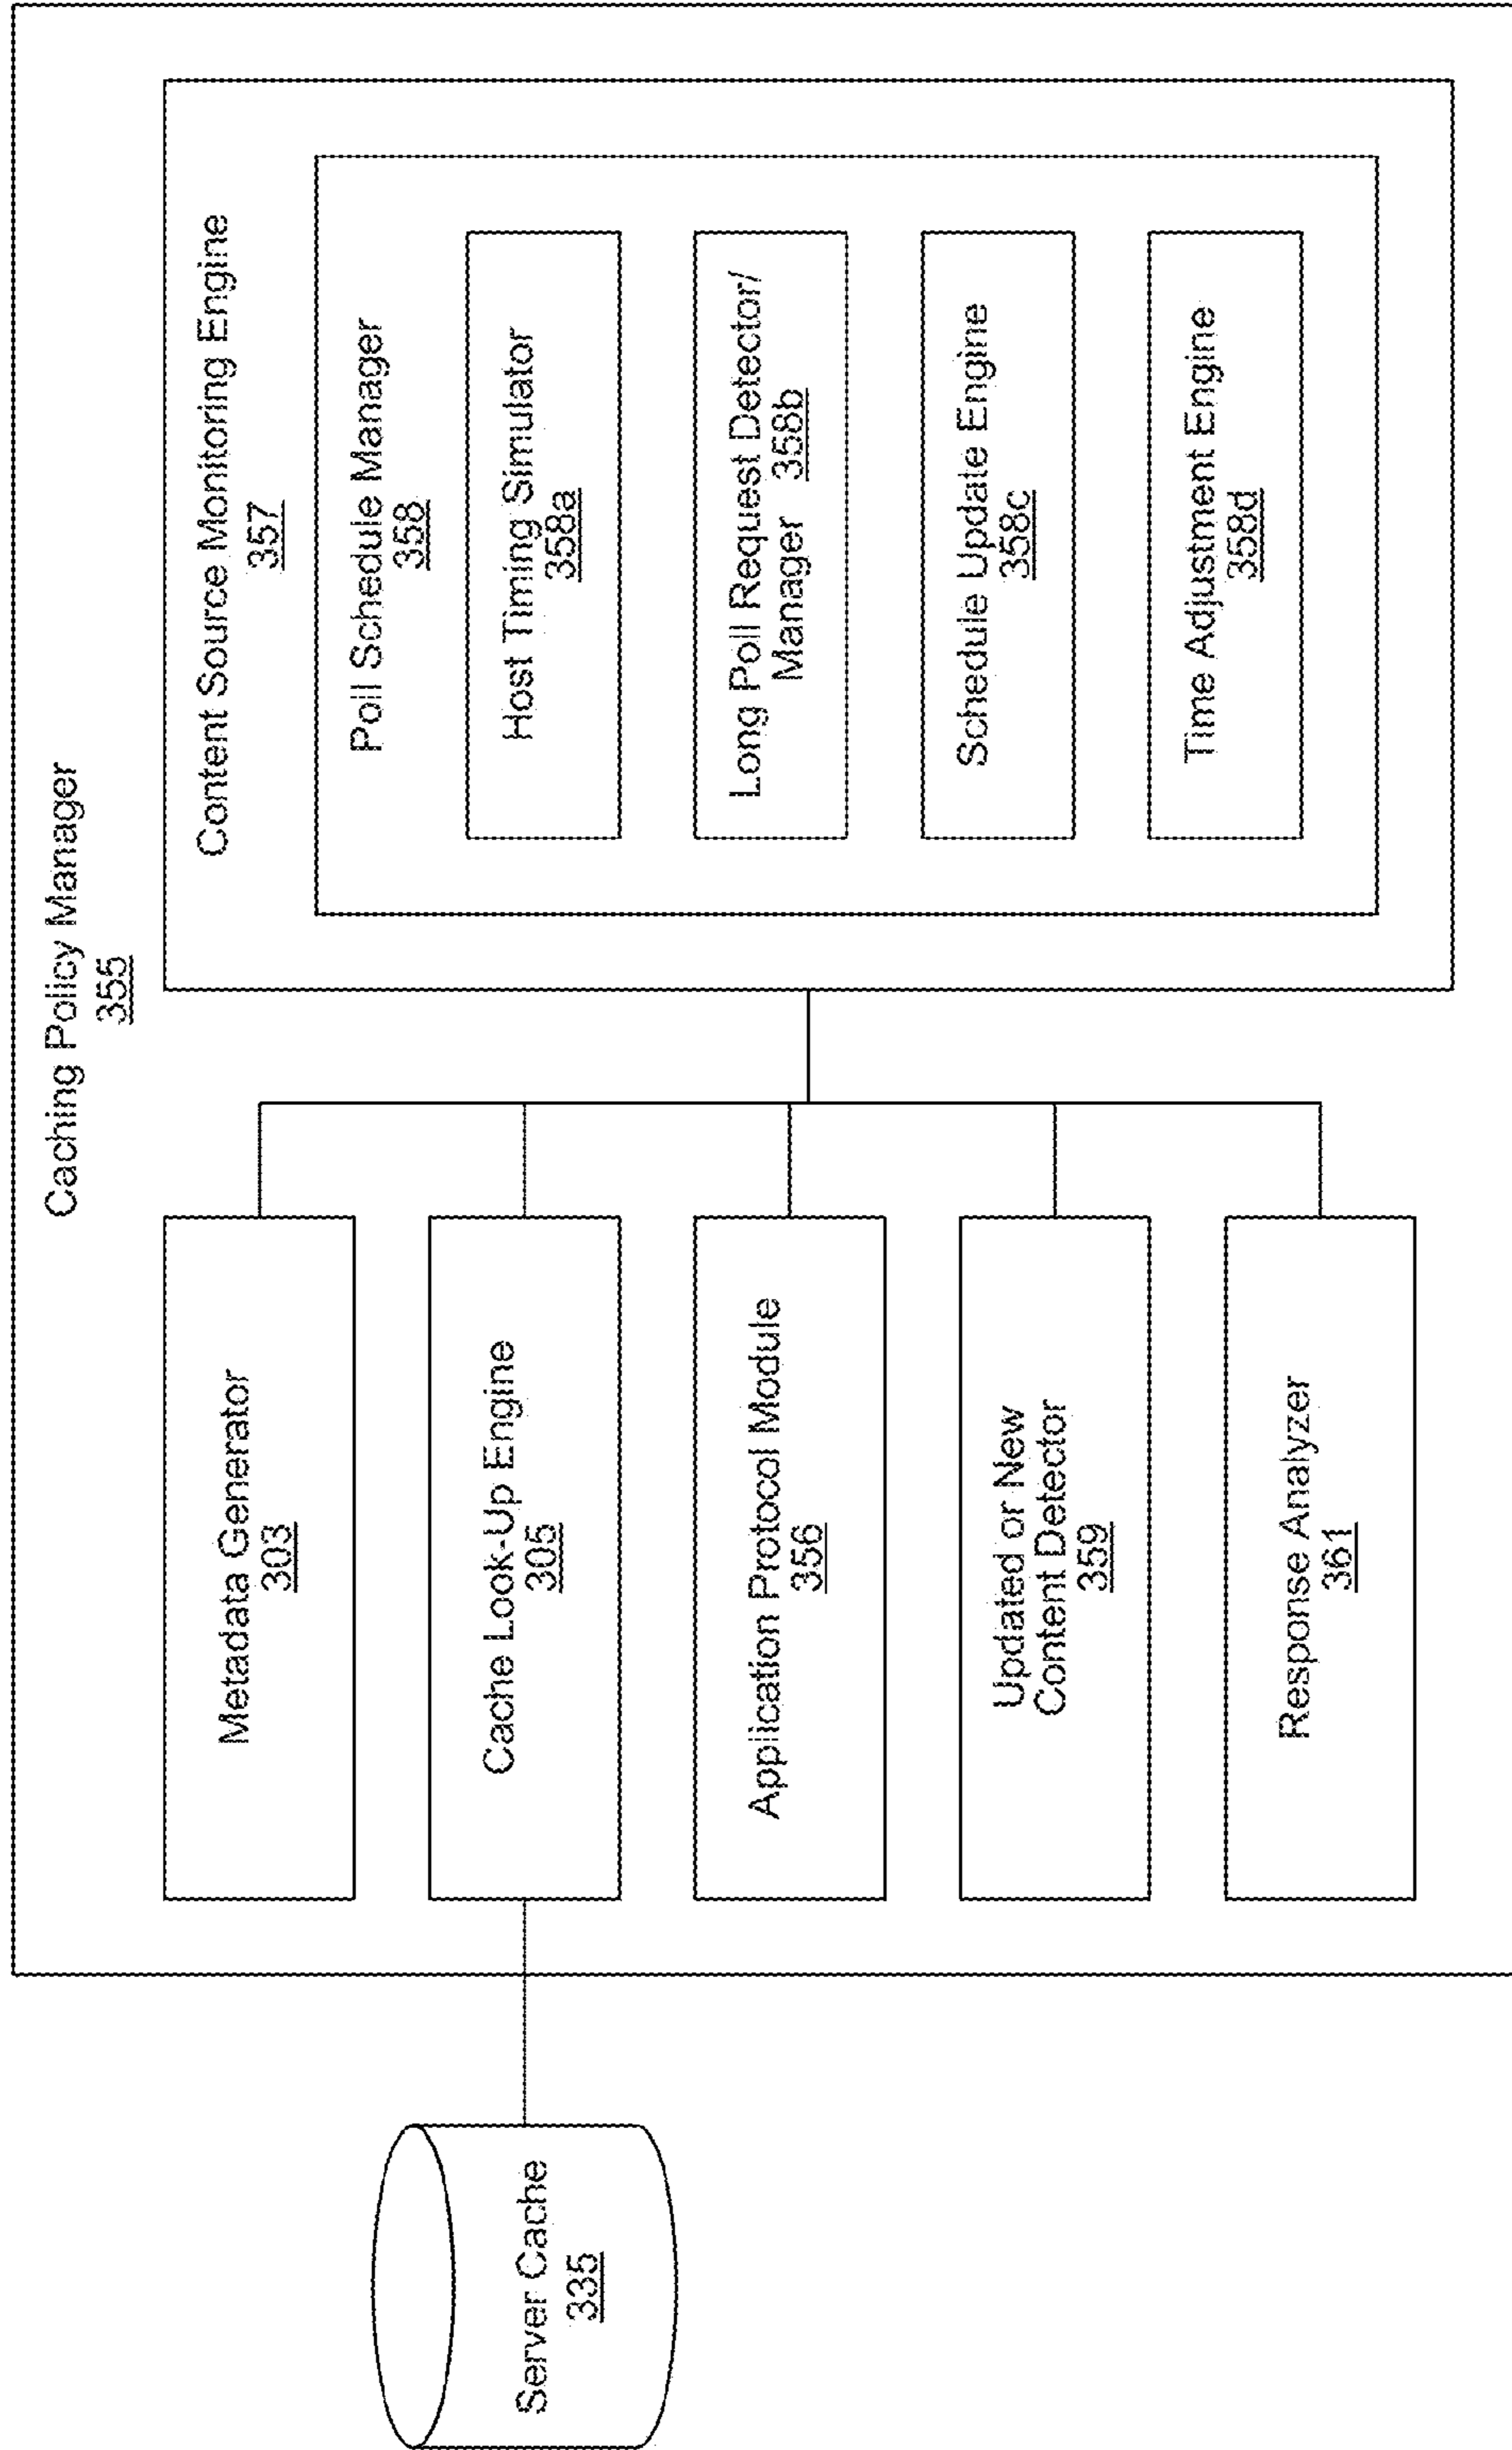 Caching Policy Manager
355
Server Cache
335
Metadata Generator
303
Cache Look-Up Engine
305
Application Protocol Module
356
Updated or New
Content Detector
359
Response Analyzer
361
Content Source Monitoring Engine
357
Poll Schedule Manager
358
Host Timing Simulator
358a
Long Poll Request Detector/
Manager 358b
Schedule Update Engine
358c
Time Adjustment Engine
358d